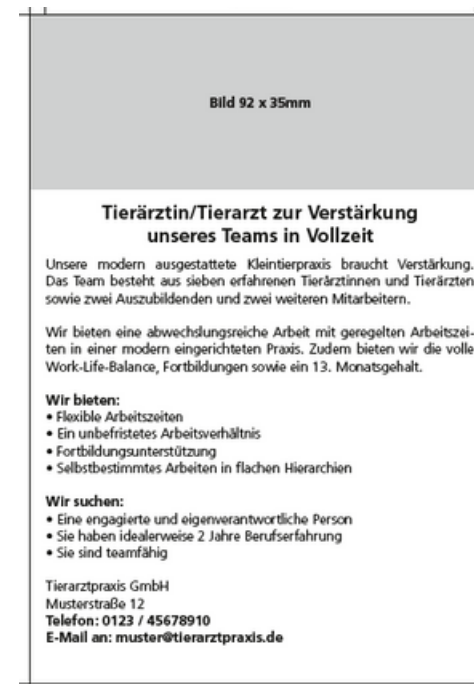 Bild 92 x 35mm
Tierärztin/Tierarzt zur Verstärkung
unseres Teams in Vollzeit
Unsere modern ausgestattete Kleintierpraxis braucht Verstärkung.
Das Team besteht aus sieben erfahrenen Tierärztinnen und Tierärzten
sowie zwei Auszubildenden und zwei weiteren Mitarbeitern.
Wir bieten eine abwechslungsreiche Arbeit mit geregelten Arbeitszei-
ten in einer modern eingerichteten Praxis. Zudem bieten wir die volle
Work-Life-Balance, Fortbildungen sowie ein 13. Monatsgehalt.
Wir bieten:
• Flexible Arbeitszeiten
• Ein unbefristetes Arbeitsverhältnis
• Fortbildungsunterstützung
• Selbstbestimmtes Arbeiten in flachen Hierarchien
Wir suchen:
• Eine engagierte und eigenverantwortliche Person
• Sie haben idealerweise 2 Jahre Berufserfahrung
• Sie sind teamfähig
Tierarztpraxis GmbH
Musterstraße 12
Telefon: 0123 / 45678910
E-Mail an: muster@tierarztpraxis.de